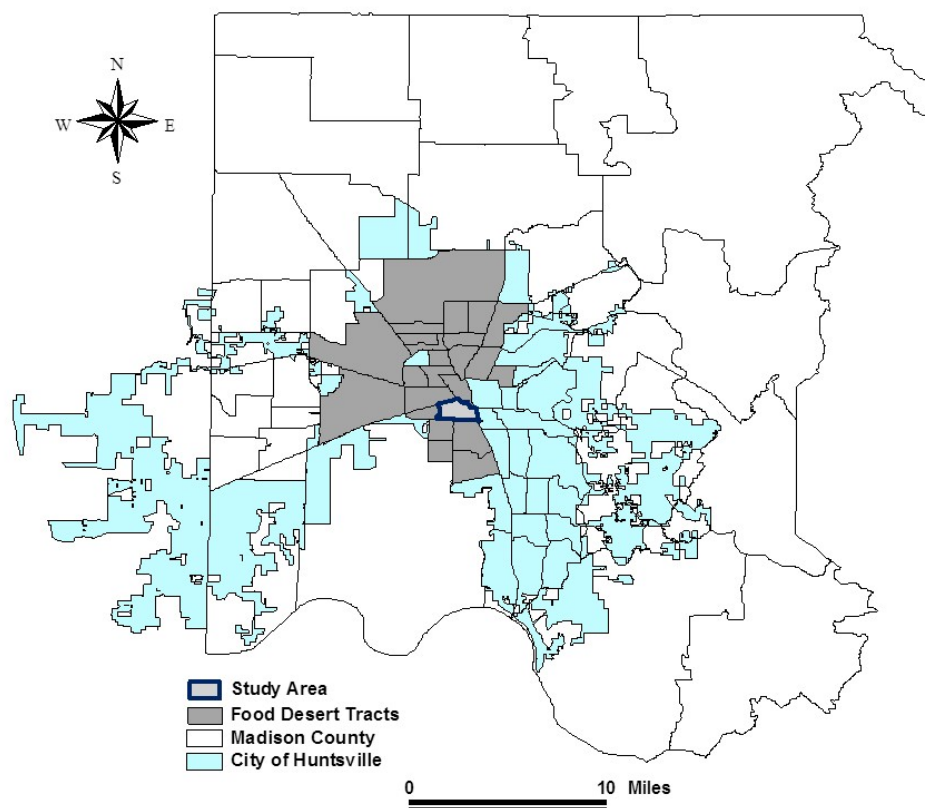 N
W E
S
Study Area
Food Desert Tracts
Madison County
City of Huntsville
0 10 Miles